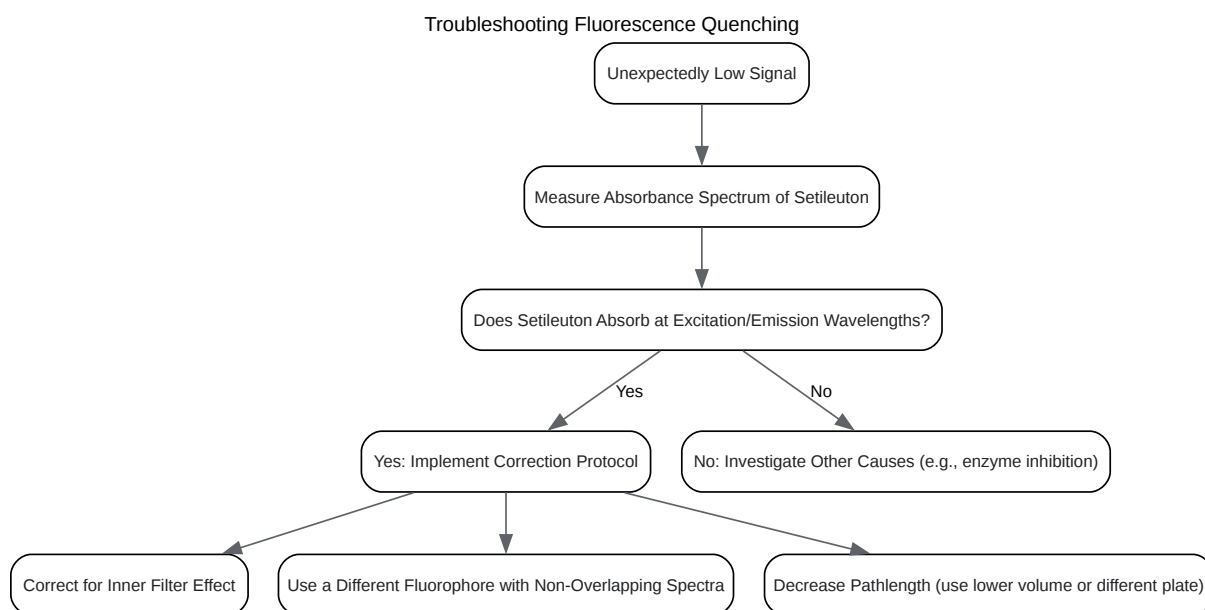 Troubleshooting Fluorescence Quenching
Unexpectedly Low Signal
Measure Absorbance Spectrum of Setileuton
Does Setileuton Absorb at Excitation/Emission Wavelengths?
Yes
No
Yes: Implement Correction Protocol
No: Investigate Other Causes (e.g., enzyme inhibition)
Correct for Inner Filter Effect
Use a Different Fluorophore with Non-Overlapping Spectra
Decrease Pathlength (use lower volume or different plate)